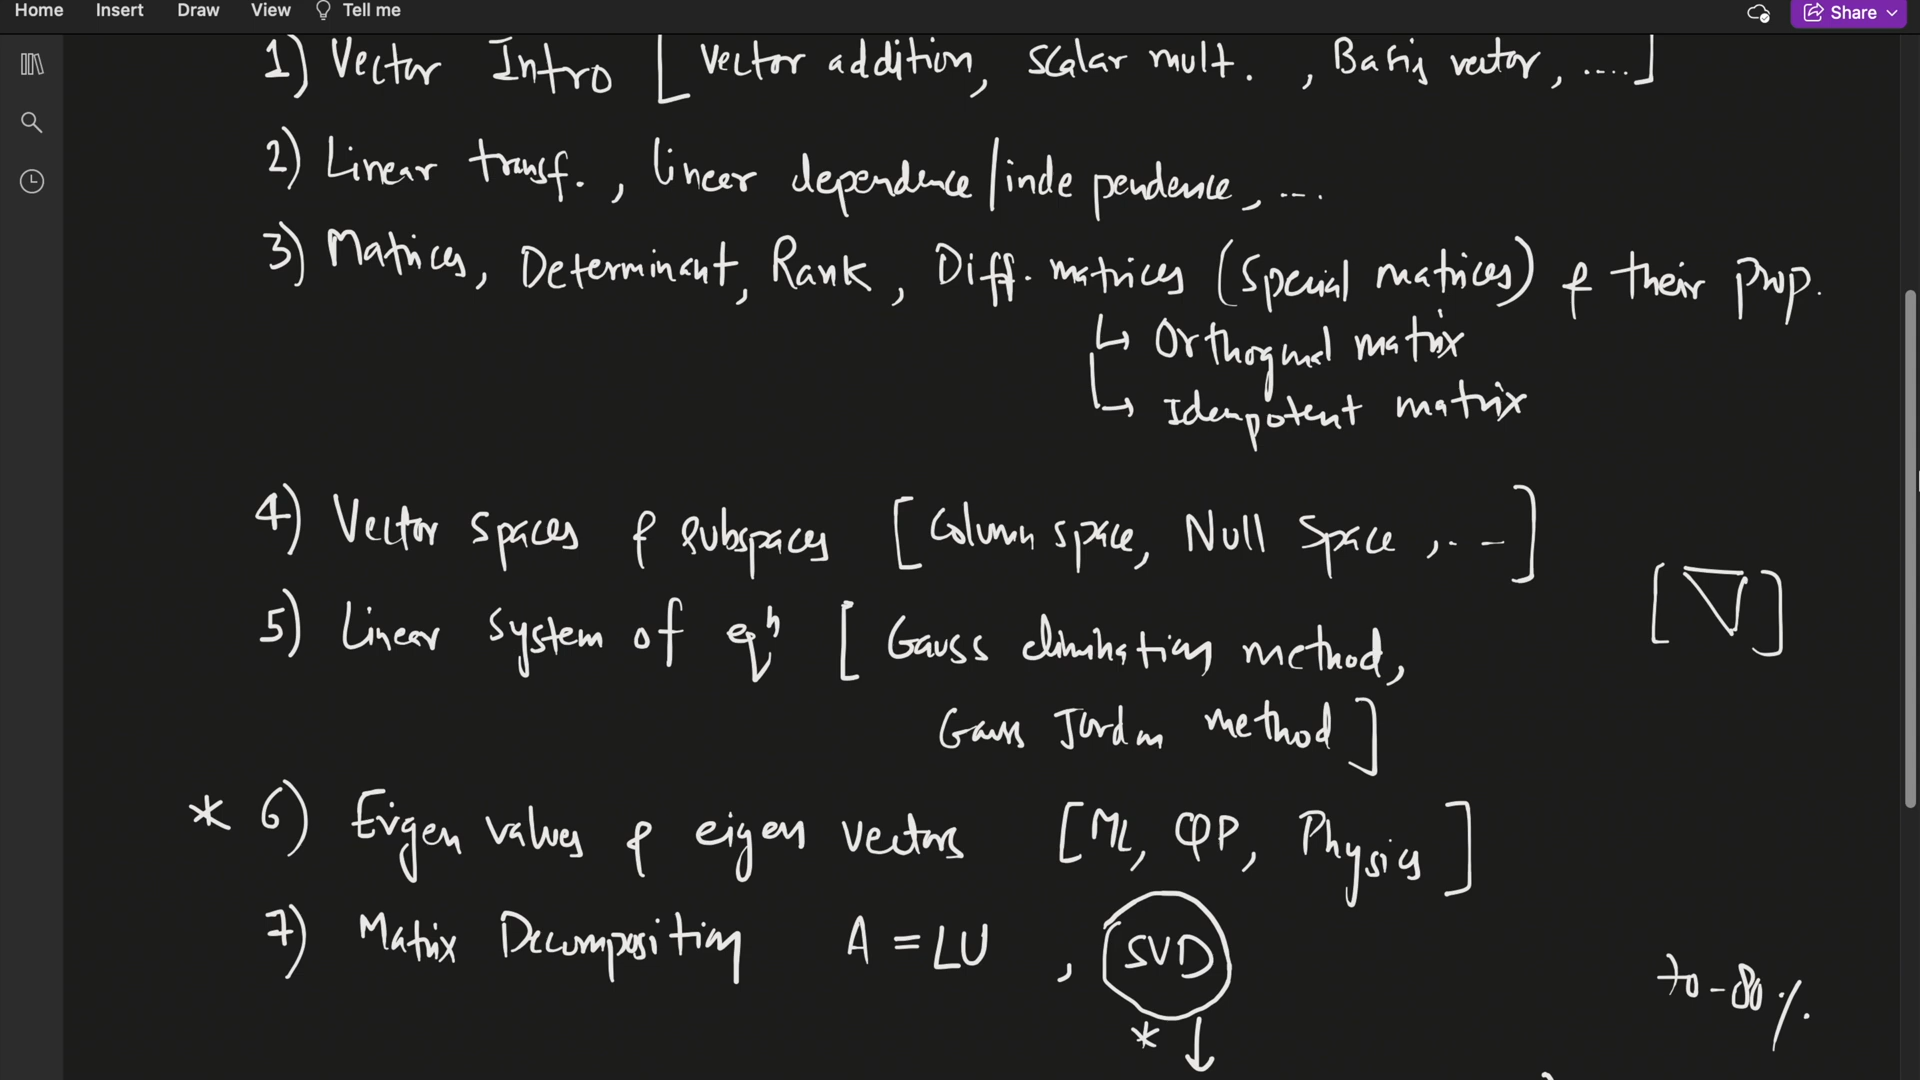 Home Insert Draw View Tell me Share
1) Vector Intro [ Vector addition, Scalar mult. , Basis vector, ....]
2) Linear transf. , linear dependence/independence, ...
3) Matrices, Determinant, Rank, Diff. matrices (Special matrices) & their prop.
↳ Orthogonal matrix
↳ Idempotent matrix
4) Vector spaces & subspaces [Column space, Null Space, ...]
5) Linear system of eqⁿ [ Gauss elimination method,
[▽]
Gauss Jordan method ]
* 6) Eigen values & eigen vectors [ML, QP, Physics]
7) Matrix Decomposition A = LU , SVD
70-80%.
* ↓